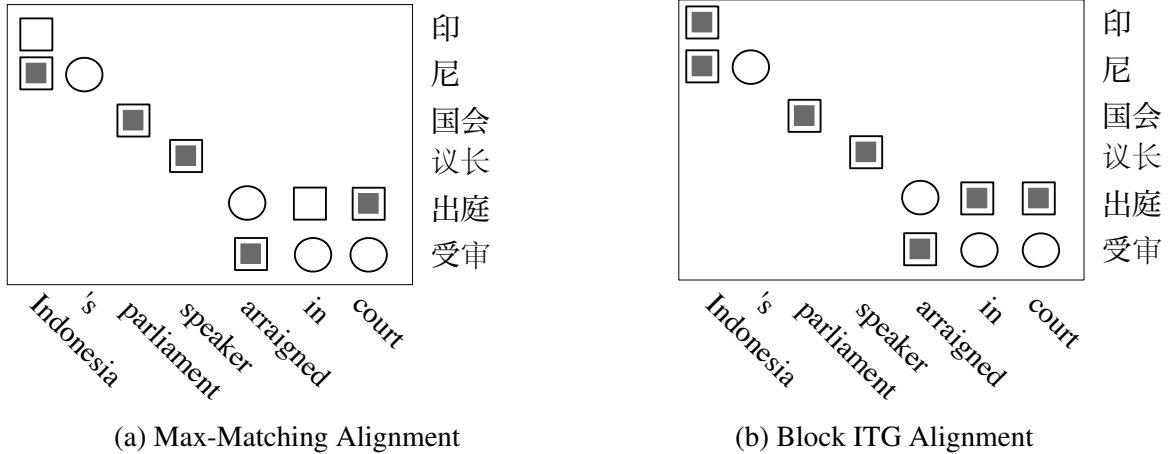 印
尼
国会
议长
出庭
受审
Indonesia
's
parliament
speaker
arraigned
in
court
(a) Max-Matching Alignment
印
尼
国会
议长
出庭
受审
Indonesia
's
parliament
speaker
arraigned
in
court
(b) Block ITG Alignment